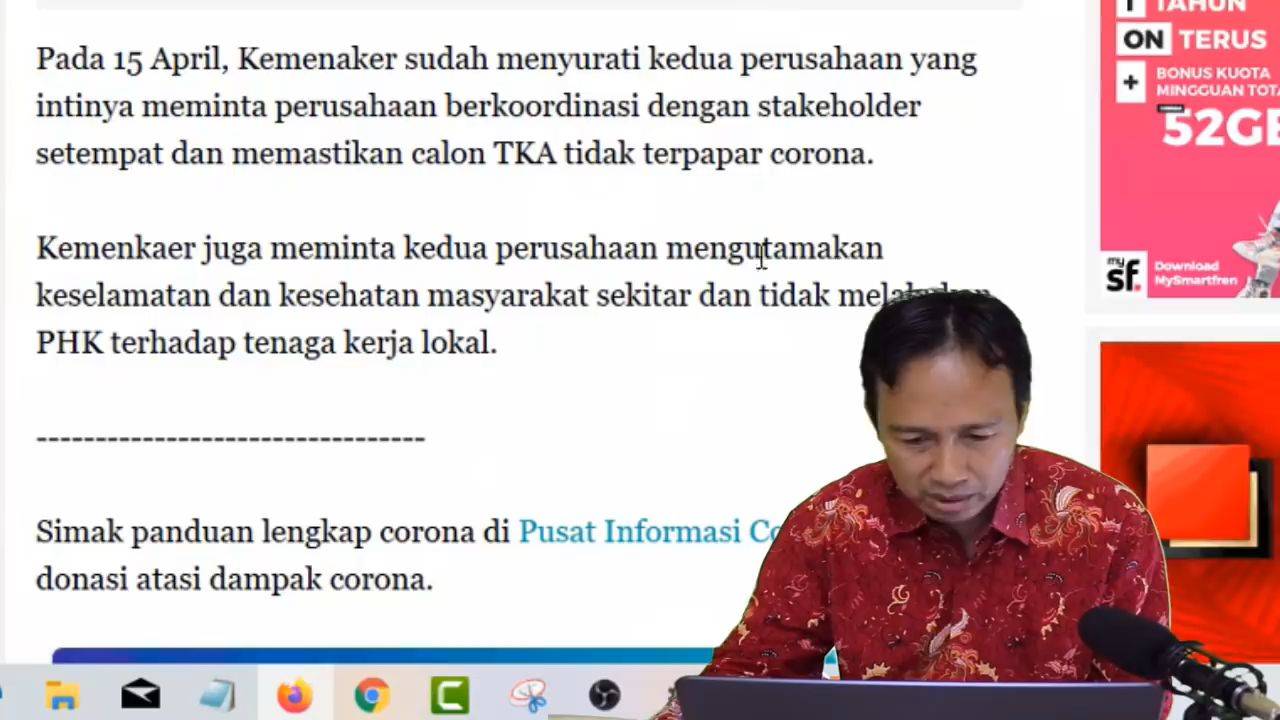 Pada 15 April, Kemenaker sudah menyurati kedua perusahaan yang
intinya meminta perusahaan berkoordinasi dengan stakeholder
setempat dan memastikan calon TKA tidak terpapar corona.
Kemenkaer juga meminta kedua perusahaan mengutamakan
keselamatan dan kesehatan masyarakat sekitar dan tidak
PHK terhadap tenaga kerja lokal.
--------------------------------
Simak panduan lengkap corona di Pusat Informasi
donasi atasi dampak corona.
TAHUN
ON TERUS
+ BONUS KUOTA
MINGGUAN
52GB
my
sf.
Download
MySmartfren